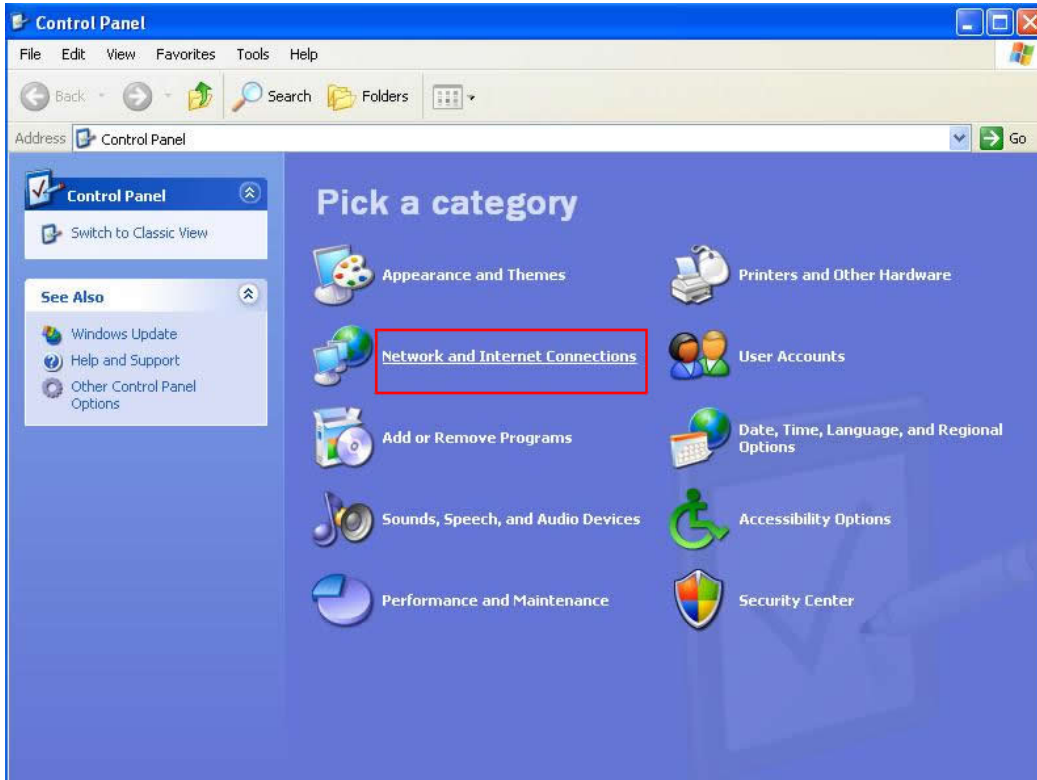 Control Panel
File Edit View Favorites Tools Help
Back Search Folders
Address Control Panel Go
Control Panel
Switch to Classic View
See Also
Windows Update
Help and Support
Other Control Panel
Options
Pick a category
Appearance and Themes
Printers and Other Hardware
Network and Internet Connections
User Accounts
Add or Remove Programs
Date, Time, Language, and Regional
Options
Sounds, Speech, and Audio Devices
Accessibility Options
Performance and Maintenance
Security Center